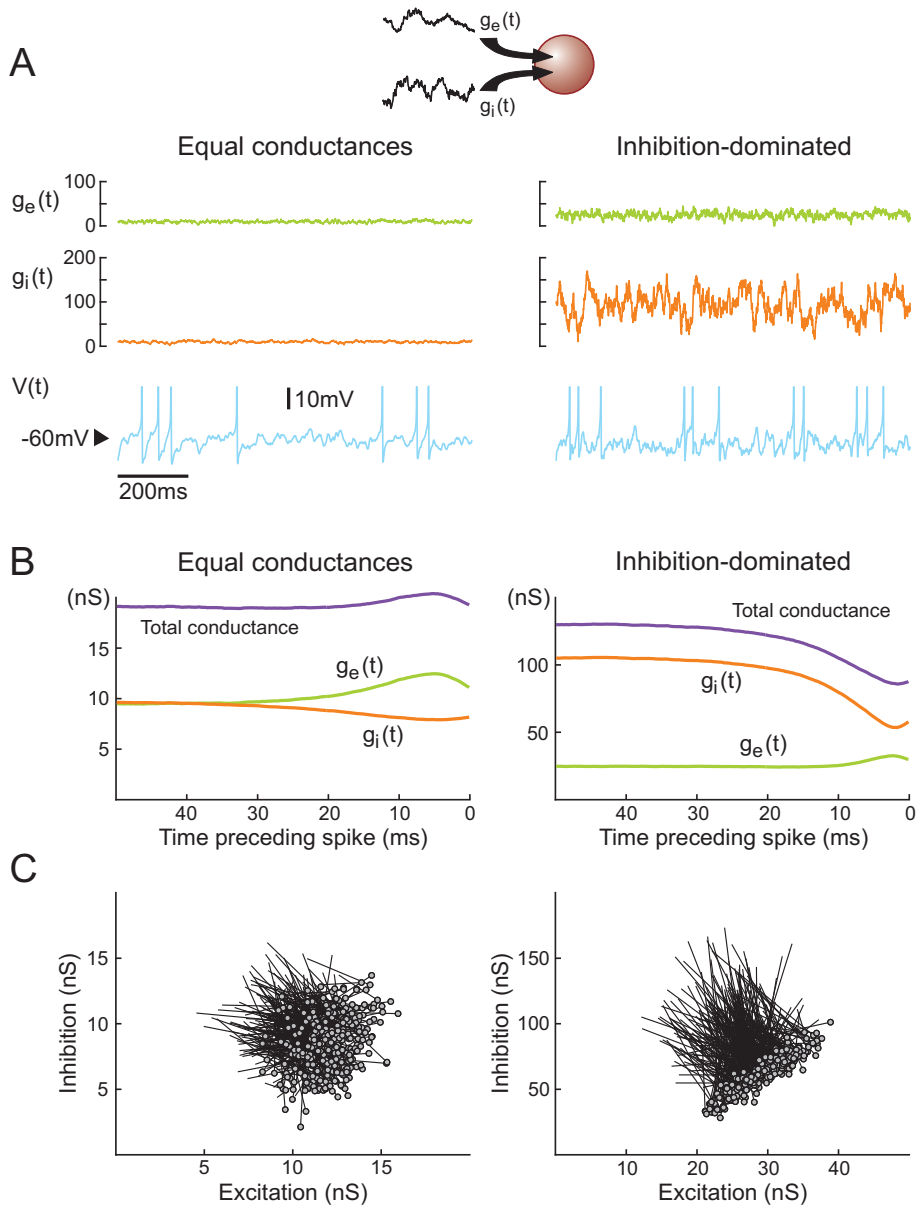 A
g_e(t)
g_i(t)
Equal conductances
Inhibition-dominated
g_e(t)
100
0
g_i(t)
200
100
0
V(t)
10mV
-60mV
200ms
B
Equal conductances
Inhibition-dominated
(nS)
15
10
5
Total conductance
g_e(t)
g_i(t)
40 30 20 10 0
Time preceding spike (ms)
(nS)
100
50
Total conductance
g_i(t)
g_e(t)
40 30 20 10 0
Time preceding spike (ms)
C
Inhibition (nS)
15
10
5
5 10 15
Excitation (nS)
Inhibition (nS)
150
100
50
10 20 30 40
Excitation (nS)